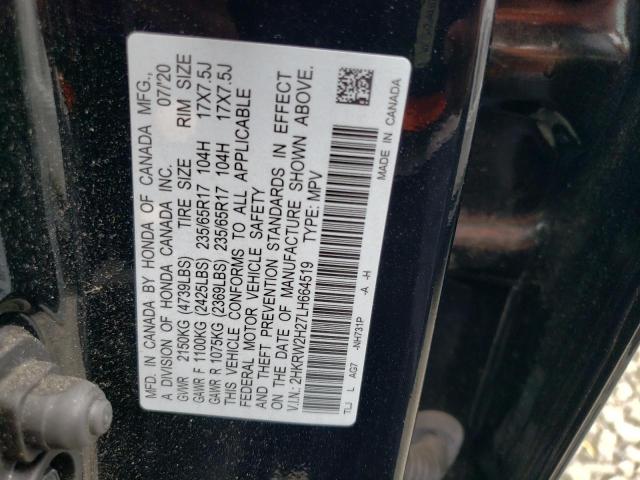 MFD. IN CANADA BY HONDA OF CANADA MFG.,
A DIVISION OF HONDA CANADA INC. 07/20
GVWR 2150KG (4739LBS) TIRE SIZE RIM SIZE
GAWR F 1100KG (2425LBS) 235/65R17 104H 17X7.5J
GAWR R 1075KG (2369LBS) 235/65R17 104H 17X7.5J
THIS VEHICLE CONFORMS TO ALL APPLICABLE
FEDERAL MOTOR VEHICLE SAFETY
AND THEFT PREVENTION STANDARDS IN EFFECT
ON THE DATE OF MANUFACTURE SHOWN ABOVE.
V.I.N.: 2HKRW2H27LH664519 TYPE: MPV
TLJ L AG7 -NH731P -A -H
MADE IN CANADA